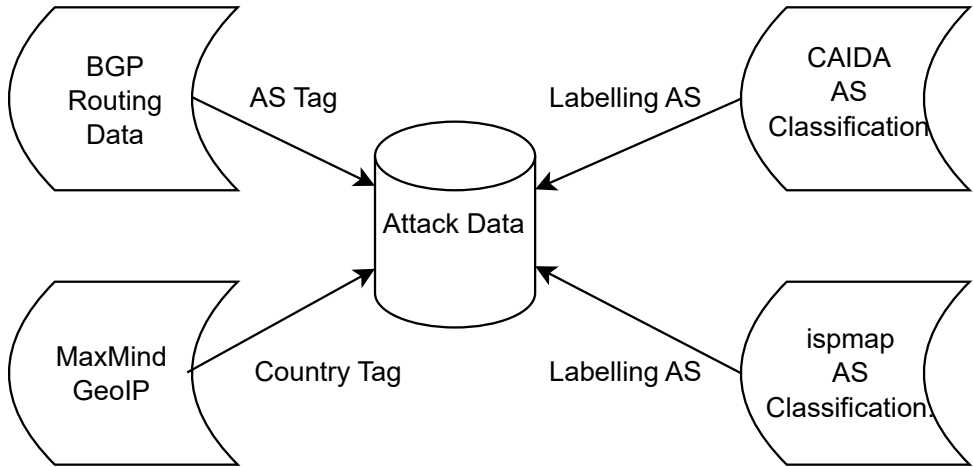 BGP
Routing
Data
AS Tag
Labelling AS
CAIDA
AS
Classification
Attack Data
MaxMind
GeoIP
Country Tag
Labelling AS
ispmap
AS
Classification.